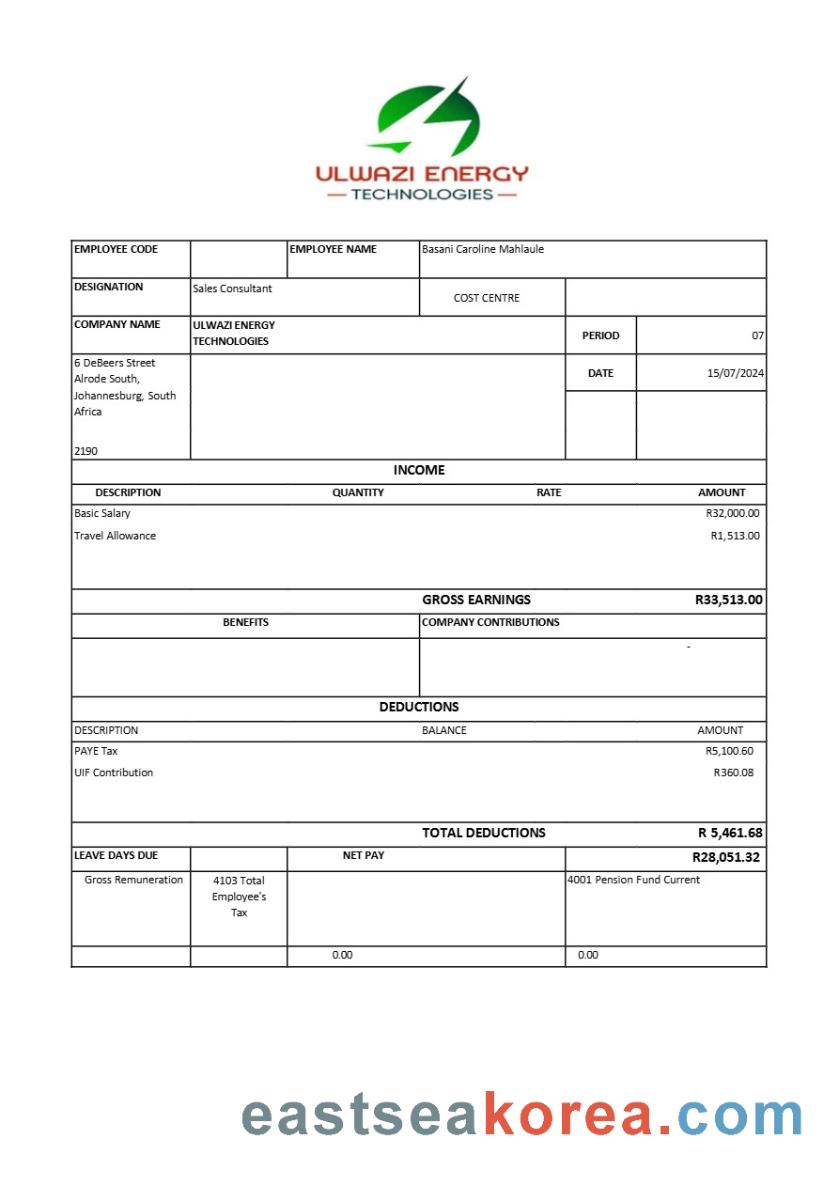 ULWAZI ENERGY
TECHNOLOGIES
EMPLOYEE CODE EMPLOYEE NAME Basani Caroline Mahlaule
DESIGNATION Sales Consultant COST CENTRE
COMPANY NAME ULWAZI ENERGY
TECHNOLOGIES
PERIOD 07
6 DeBeers Street
Alrode South,
Johannesburg, South
Africa
2190
DATE 15/07/2024
INCOME
DESCRIPTION QUANTITY RATE AMOUNT
Basic Salary R32,000.00
Travel Allowance R1,513.00
GROSS EARNINGS R33,513.00
BENEFITS COMPANY CONTRIBUTIONS
-
DEDUCTIONS
DESCRIPTION BALANCE AMOUNT
PAYE Tax R5,100.60
UIF Contribution R360.08
TOTAL DEDUCTIONS R 5,461.68
LEAVE DAYS DUE NET PAY R28,051.32
Gross Remuneration
4103 Total
Employee's
Tax
4001 Pension Fund Current
0.00 0.00
eastseakorea.com